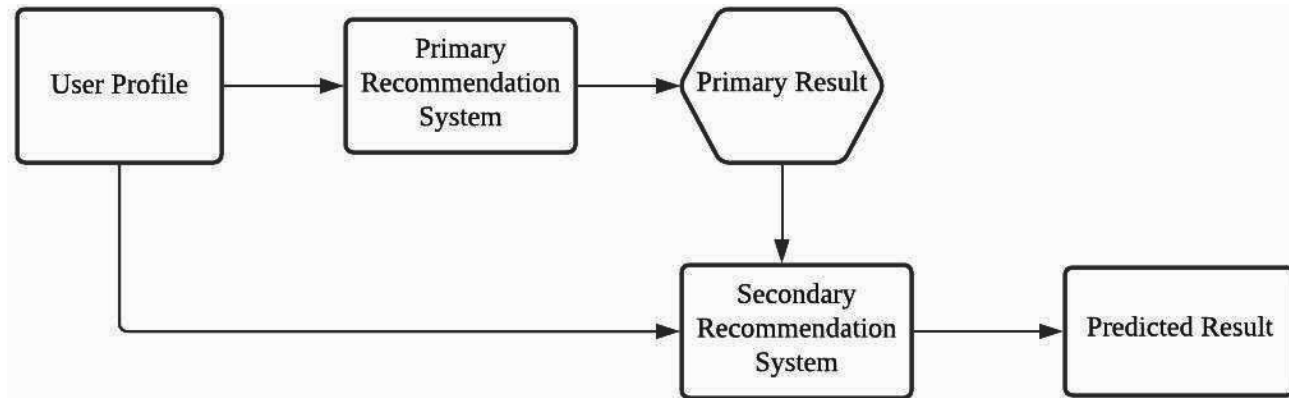 User Profile
Primary
Recommendation
System
Primary Result
Secondary
Recommendation
System
Predicted Result